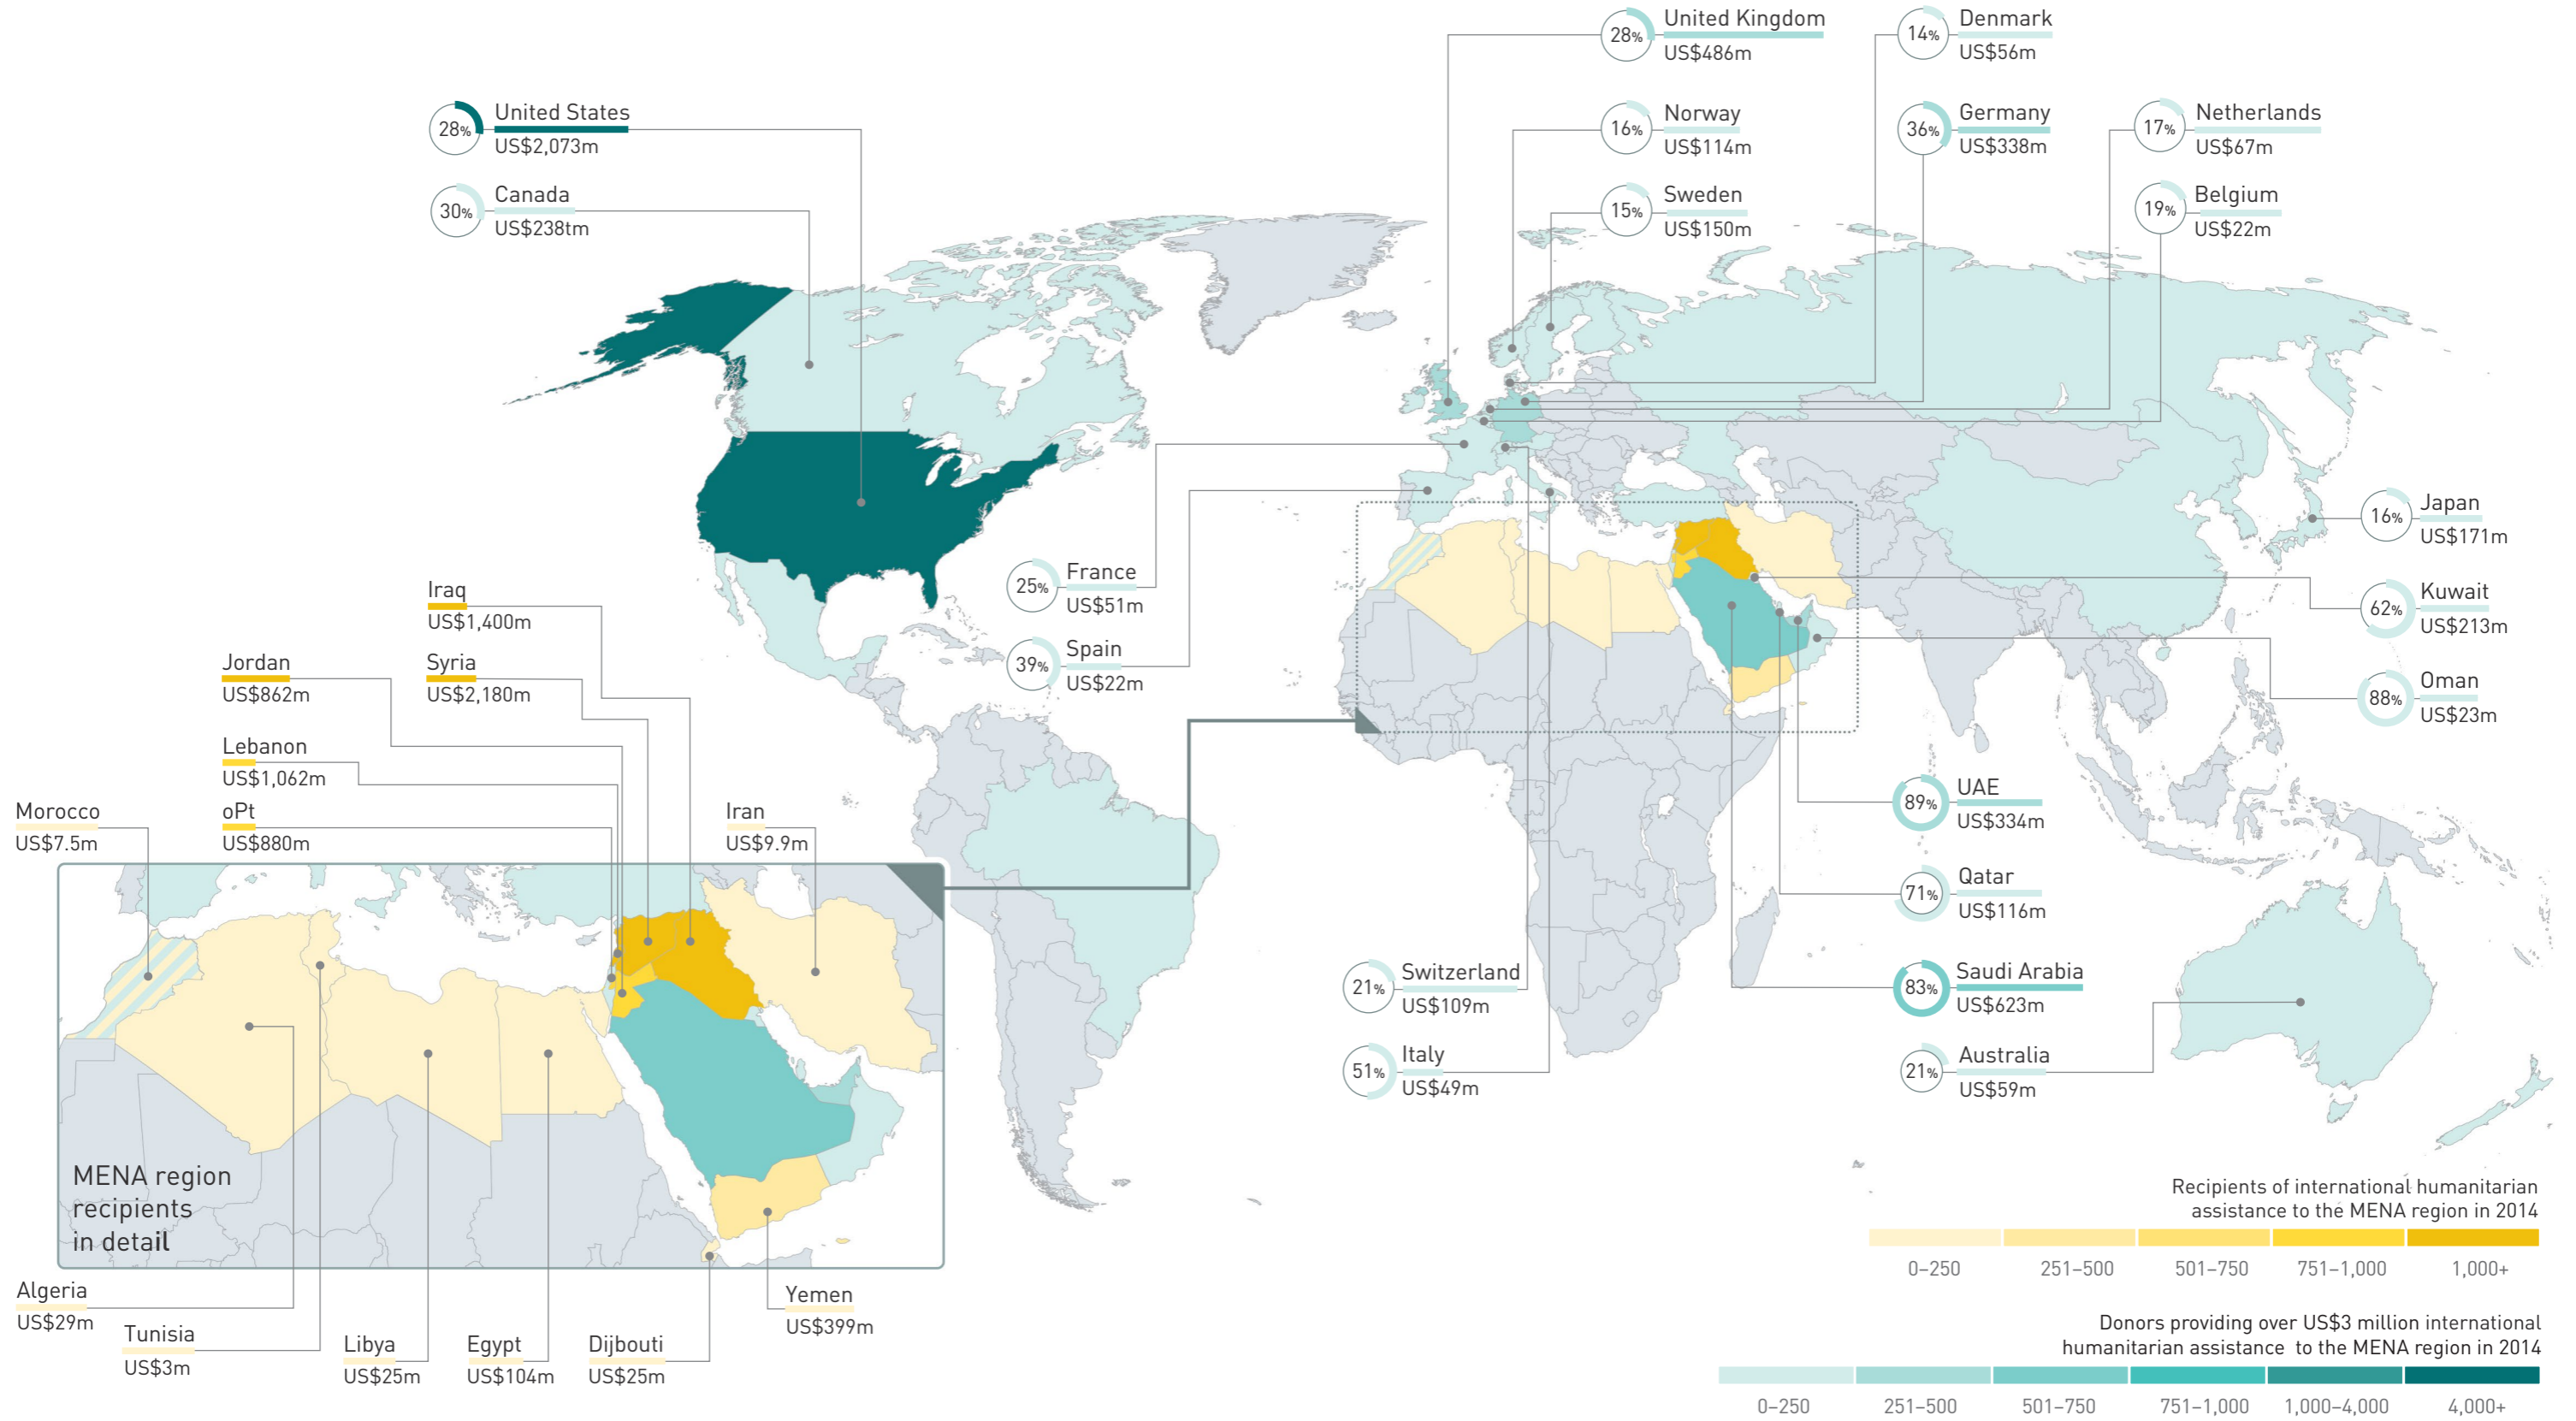 28%
United Kingdom
US$486m
14%
Denmark
US$56m
28%
United States
US$2,073m
16%
Norway
US$114m
36%
Germany
US$338m
17%
Netherlands
US$67m
30%
Canada
US$238tm
15%
Sweden
US$150m
19%
Belgium
US$22m
16%
Japan
US$171m
25%
France
US$51m
62%
Kuwait
US$213m
39%
Spain
US$22m
88%
Oman
US$23m
Iraq
US$1,400m
Jordan
US$862m
Syria
US$2,180m
Lebanon
US$1,062m
Morocco
US$7.5m
oPt
US$880m
Iran
US$9.9m
89%
UAE
US$334m
71%
Qatar
US$116m
21%
Switzerland
US$109m
83%
Saudi Arabia
US$623m
51%
Italy
US$49m
21%
Australia
US$59m
MENA region
recipients
in detail
Algeria
US$29m
Tunisia
US$3m
Libya
US$25m
Egypt
US$104m
Dijbouti
US$25m
Yemen
US$399m
Recipients of international humanitarian
assistance to the MENA region in 2014
0–250 251–500 501–750 751–1,000 1,000+
Donors providing over US$3 million international
humanitarian assistance to the MENA region in 2014
0–250 251–500 501–750 751–1,000 1,000–4,000 4,000+